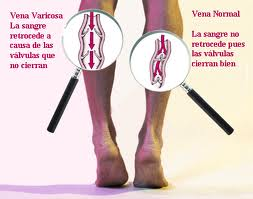 Vena Varicosa
La sangre
retrocede a
causa de las
válvulas que
no cierran
Vena Normal
La sangre no
retrocede pues
las válvulas
cierran bien